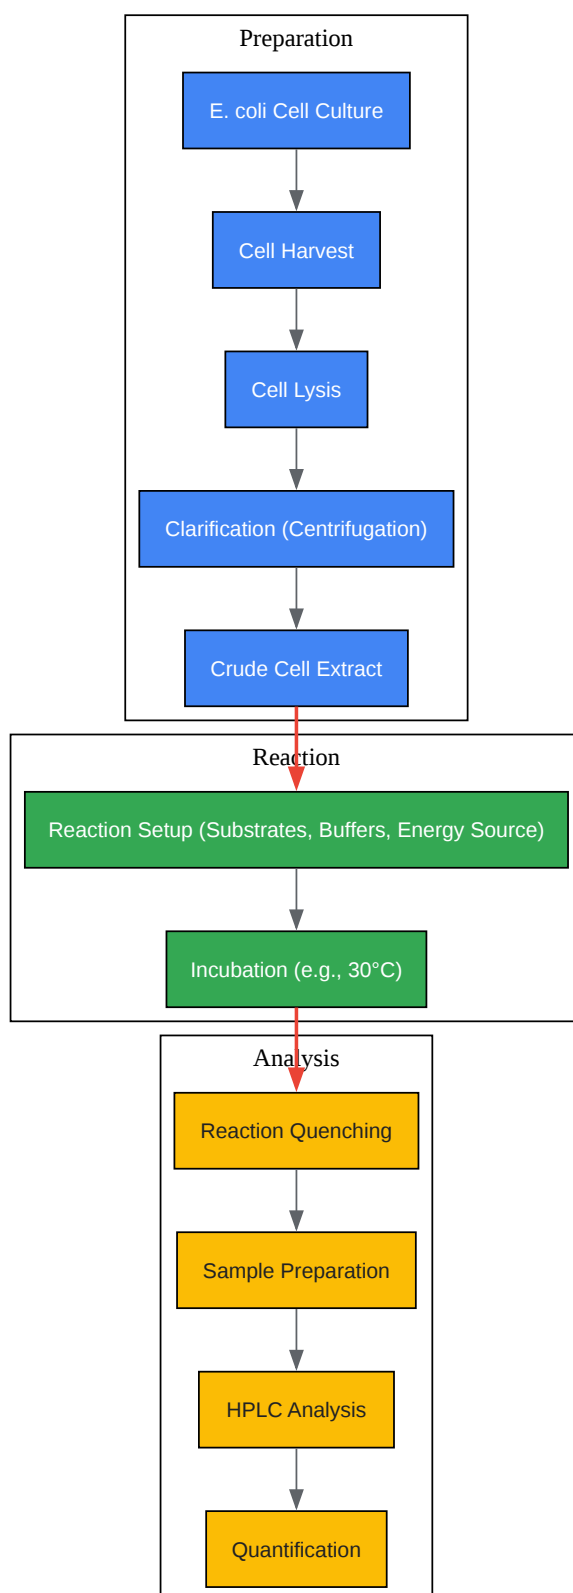 Preparation
E. coli Cell Culture
Cell Harvest
Cell Lysis
Clarification (Centrifugation)
Crude Cell Extract
Reaction
Reaction Setup (Substrates, Buffers, Energy Source)
Incubation (e.g., 30°C)
Analysis
Reaction Quenching
Sample Preparation
HPLC Analysis
Quantification